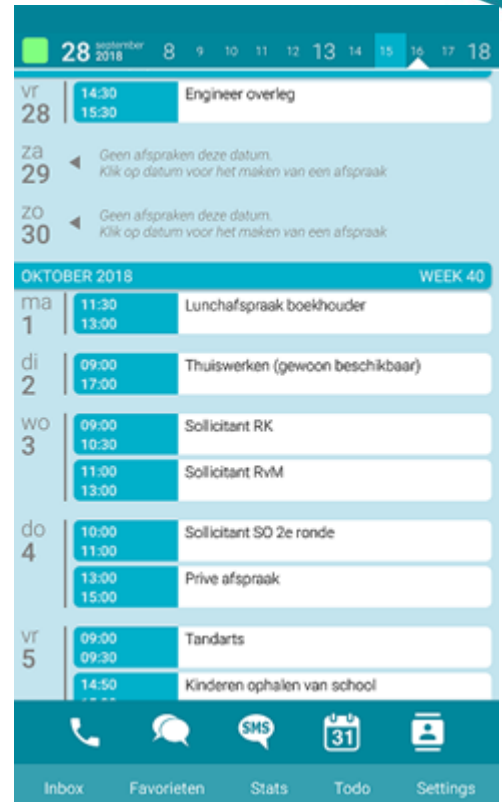 28 september 2018 8 9 10 11 12 13 14 15 16 17 18
vr 28
14:30 Engineer overleg
15:30
za 29
Geen afspraken deze datum.
Klik op datum voor het maken van een afspraak
zo 30
Geen afspraken deze datum.
Klik op datum voor het maken van een afspraak
OKTOBER 2018 WEEK 40
ma 1
11:30 Lunchafspraak boekhouder
13:00
di 2
09:00 Thuiswerken (gewoon beschikbaar)
17:00
wo 3
09:00 Sollicitant RK
10:30
11:00 Sollicitant RvM
13:00
do 4
10:00 Sollicitant SO 2e ronde
11:00
13:00 Prive afspraak
15:00
vr 5
09:00 Tandarts
09:30
14:50 Kinderen ophalen van school
SMS 31
Inbox Favorieten Stats Todo Settings